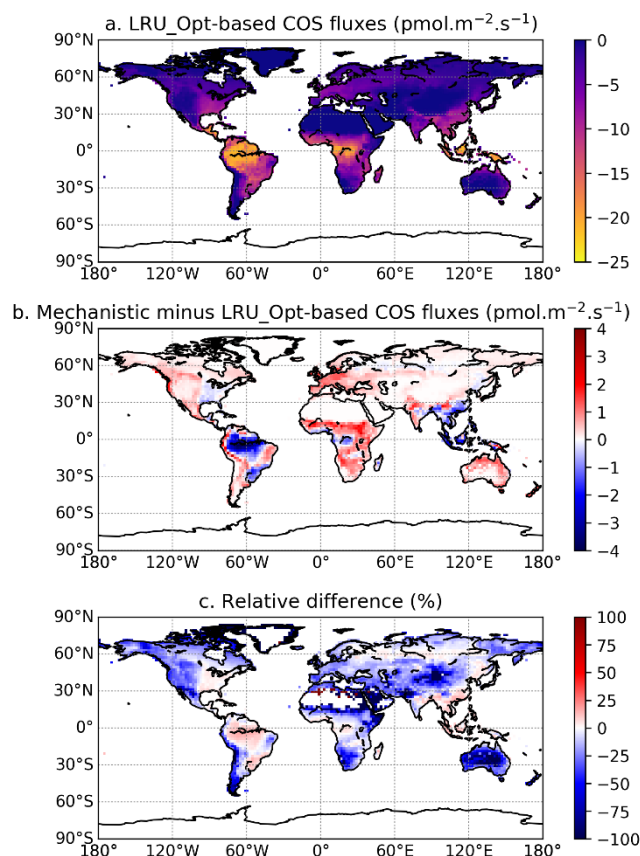 a. LRU_Opt-based COS fluxes (pmol.m⁻².s⁻¹)
90°N
60°N
30°N
0°
30°S
60°S
90°S
180°
120°W
60°W
0°
60°E
120°E
180°
0
−5
−10
−15
−20
−25
b. Mechanistic minus LRU_Opt-based COS fluxes (pmol.m⁻².s⁻¹)
90°N
60°N
30°N
0°
30°S
60°S
90°S
180°
120°W
60°W
0°
60°E
120°E
180°
4
3
2
1
0
−1
−2
−3
−4
c. Relative difference (%)
90°N
60°N
30°N
0°
30°S
60°S
90°S
180°
120°W
60°W
0°
60°E
120°E
180°
100
75
50
25
0
−25
−50
−75
−100